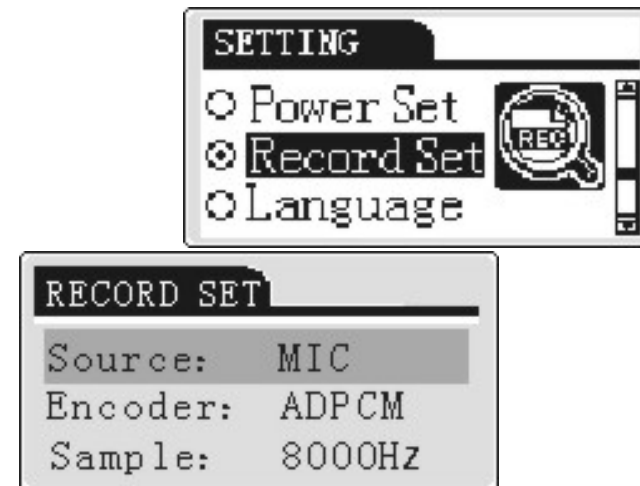 SETTING
Power Set
REC
Record Set
Language
RECORD SET
Source: MIC
Encoder: ADPCM
Sample: 8000Hz